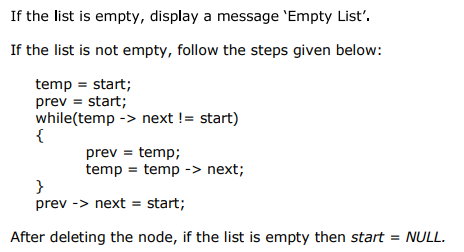 If the list is empty, display a message ‘Empty List’.
If the list is not empty, follow the steps given below:
temp = start;
prev = start;
while(temp -> next != start)
{
prev = temp;
temp = temp -> next;
}
prev -> next = start;
After deleting the node, if the list is empty then start = NULL.